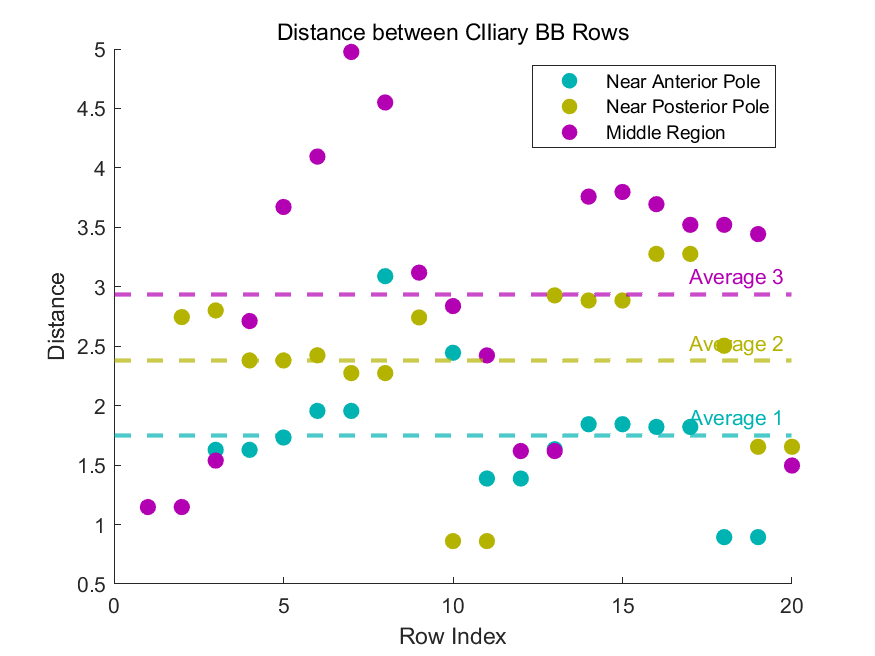 Distance between CIliary BB Rows
5
4.5
4
3.5
3
2.5
2
1.5
1
0.5
Distance
Near Anterior Pole
Near Posterior Pole
Middle Region
Average 3
Average 2
Average 1
0
5
10
15
20
Row Index